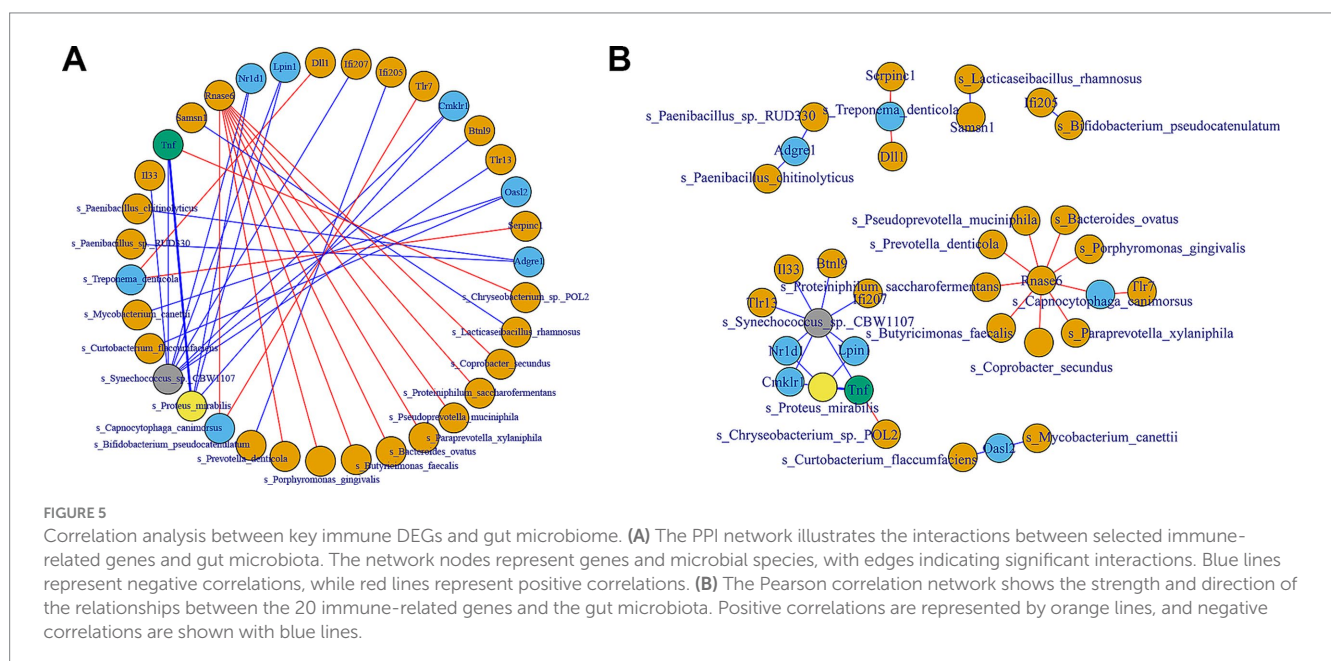 A
B
Dll1
Ifi207
Lpin1
Ifi205
Nr1d1
Tlr7
Rnase6
Cmklr1
Samsn1
Btnl9
Tnf
Tlr13
Il33
Oasl2
s_Paenibacillus_chitinolyticus
Serpinc1
s_Paenibacillus_sp._RUD330
Adgre1
s_Treponema_denticola
s_Chryseobacterium_sp._POL2
s_Mycobacterium_canettii
s_Lacticaseibacillus_rhamnosus
s_Curtobacterium_flaccumfaciens
s_Coprobacter_secundus
s_Synechococcus_sp._CBW1107
s_Proteiniphilum_saccharofermentans
s_Proteus_mirabilis
s_Pseudoprevotella_muciniphila
s_Capnocytophaga_canimorsus
s_Paraprevotella_xylaniphila
s_Bifidobacterium_pseudocatenulatum
s_Bacteroides_ovatus
s_Prevotella_denticola
s_Butyricimonas_faecalis
s_Porphyromonas_gingivalis
Serpinc1
s_Lacticaseibacillus_rhamnosus
s_Paenibacillus_sp._RUD330
s_Treponema_denticola
Samsn1
Ifi205
s_Bifidobacterium_pseudocatenulatum
Adgre1
Dll1
s_Paenibacillus_chitinolyticus
s_Pseudoprevotella_muciniphila
s_Bacteroides_ovatus
s_Prevotella_denticola
s_Porphyromonas_gingivalis
Il33
Btnl9
Rnase6
s_Proteiniphilum_saccharofermentans
Tlr13
Ifi207
s_Capnocytophaga_canimorsus
Tlr7
s_Synechococcus_sp._CBW1107
s_Butyricimonas_faecalis
s_Paraprevotella_xylaniphila
Nr1d1
Lpin1
s_Coprobacter_secundus
Cmklr1
Tnf
s_Proteus_mirabilis
s_Chryseobacterium_sp._POL2
s_Mycobacterium_canettii
Oasl2
s_Curtobacterium_flaccumfaciens
FIGURE 5
Correlation analysis between key immune DEGs and gut microbiome. (A) The PPI network illustrates the interactions between selected immune-
related genes and gut microbiota. The network nodes represent genes and microbial species, with edges indicating significant interactions. Blue lines
represent negative correlations, while red lines represent positive correlations. (B) The Pearson correlation network shows the strength and direction of
the relationships between the 20 immune-related genes and the gut microbiota. Positive correlations are represented by orange lines, and negative
correlations are shown with blue lines.